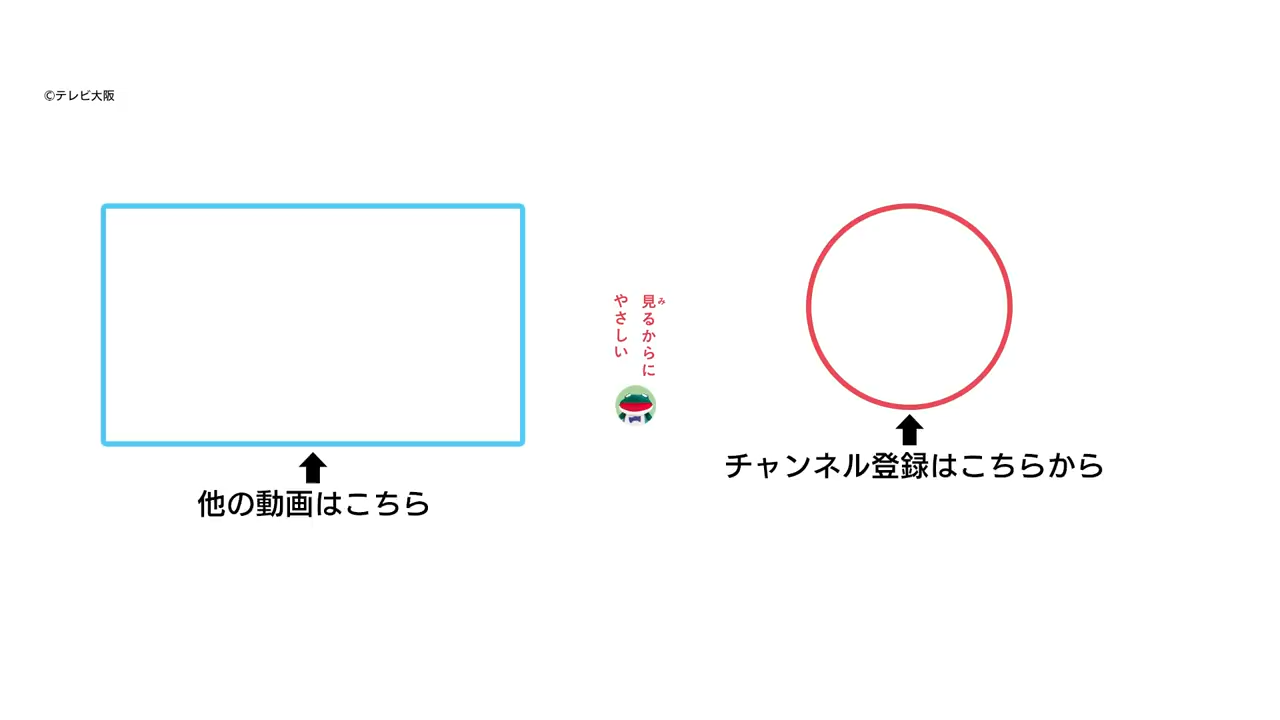 ©テレビ大阪
見るからに
み
やさしい
他の動画はこちら
チャンネル登録はこちらから